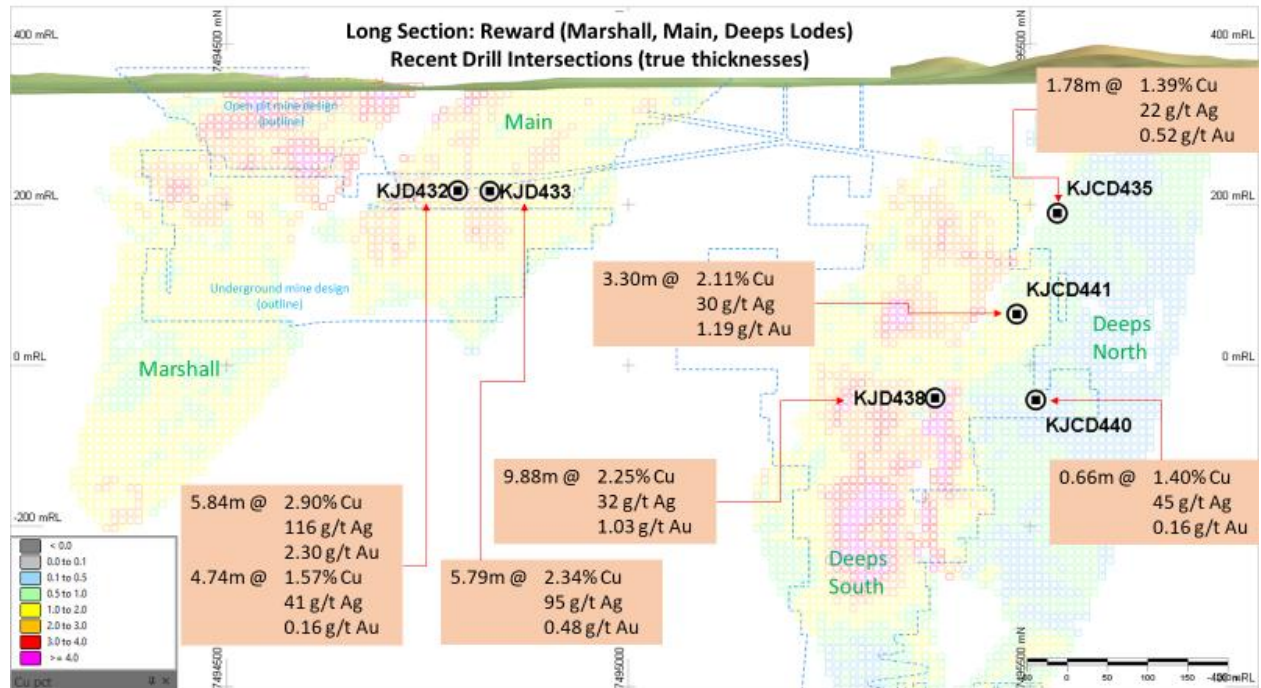 Long Section: Reward (Marshall, Main, Deeps Lodes)
Recent Drill Intersections (true thicknesses)
400 mRL
7494500
95500 mN
400 mRL
1.78m @ 1.39% Cu
22 g/t Ag
0.52 g/t Au
Open pit mine design
(outline)
Main
KJD432
KJD433
KJCD435
200 mRL
200 mRL
Underground mine design
(outline)
3.30m @ 2.11% Cu
30 g/t Ag
1.19 g/t Au
KJCD441
Deeps
North
0 mRL
0 mRL
Marshall
KJD438
KJCD440
9.88m @ 2.25% Cu
32 g/t Ag
1.03 g/t Au
0.66m @ 1.40% Cu
45 g/t Ag
0.16 g/t Au
5.84m @ 2.90% Cu
116 g/t Ag
2.30 g/t Au
4.74m @ 1.57% Cu
41 g/t Ag
0.16 g/t Au
5.79m @ 2.34% Cu
95 g/t Ag
0.48 g/t Au
Deeps
South
-200 mRL
-200 mRL
< 0.0
0.0 to 0.1
0.1 to 0.5
0.5 to 1.0
1.0 to 2.0
2.0 to 3.0
3.0 to 4.0
>= 4.0
Cu pct
7494500
7495000
7495500 mN
0 50 100 150